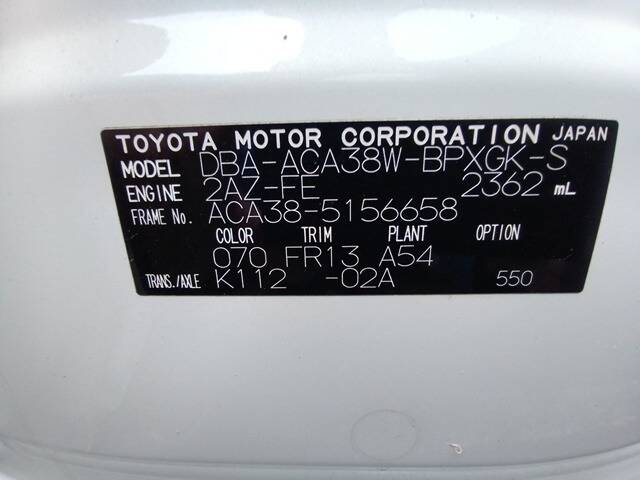 TOYOTA MOTOR CORPORATION JAPAN
MODEL DBA-ACA38W-BPXGK-S
ENGINE 2AZ-FE 2362 mL
FRAME No. ACA38-5156658
COLOR TRIM PLANT OPTION
070 FR13 A54
TRANS./AXLE K112 -02A 550